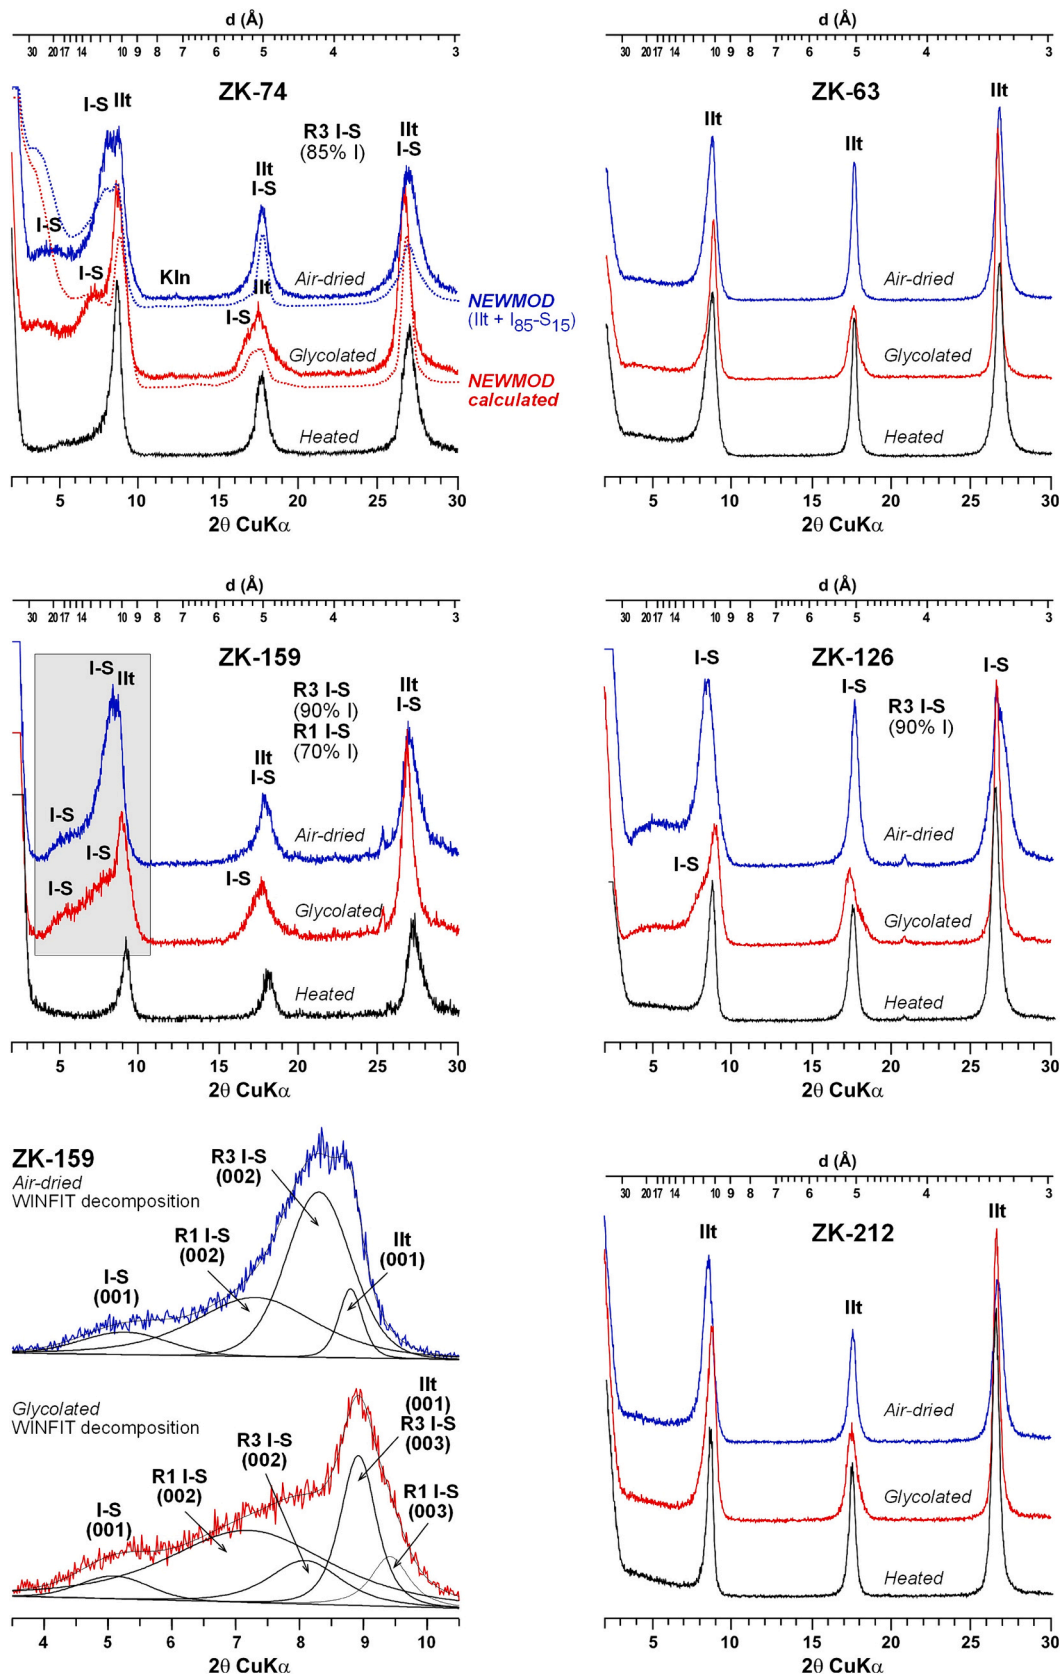 d (Å)
30 20 17 14 10 9 8 7 6 5 4 3
ZK-74
I-S Ilt
R3 I-S
(85% I)
Ilt
I-S
Ilt
I-S
I-S
I-S
Kln
Air-dried
Ilt
NEWMOD
(Ilt + I85-S15)
I-S
Glycolated
NEWMOD
calculated
Heated
5 10 15 20 25 30
2θ CuKα
d (Å)
30 20 17 14 10 9 8 7 6 5 4 3
ZK-63
Ilt
Ilt
Ilt
Air-dried
Glycolated
Heated
5 10 15 20 25 30
2θ CuKα
d (Å)
30 20 17 14 10 9 8 7 6 5 4 3
ZK-159
I-S
Ilt
R3 I-S
(90% I)
R1 I-S
(70% I)
Ilt
I-S
Ilt
I-S
I-S
Air-dried
I-S
I-S
I-S
Glycolated
Heated
5 10 15 20 25 30
2θ CuKα
d (Å)
30 20 17 14 10 9 8 7 6 5 4 3
I-S
ZK-126
I-S
I-S
R3 I-S
(90% I)
Air-dried
I-S
Glycolated
Heated
5 10 15 20 25 30
2θ CuKα
ZK-159
Air-dried
WINFIT decomposition
R3 I-S
(002)
R1 I-S
(002)
Ilt
(001)
I-S
(001)
Glycolated
WINFIT decomposition
Ilt
(001)
R3 I-S
(003)
R3 I-S
(002)
R1 I-S
(002)
R1 I-S
(003)
I-S
(001)
4 5 6 7 8 9 10
2θ CuKα
d (Å)
30 20 17 14 10 9 8 7 6 5 4 3
Ilt
ZK-212
Ilt
Ilt
Air-dried
Glycolated
Heated
5 10 15 20 25 30
2θ CuKα